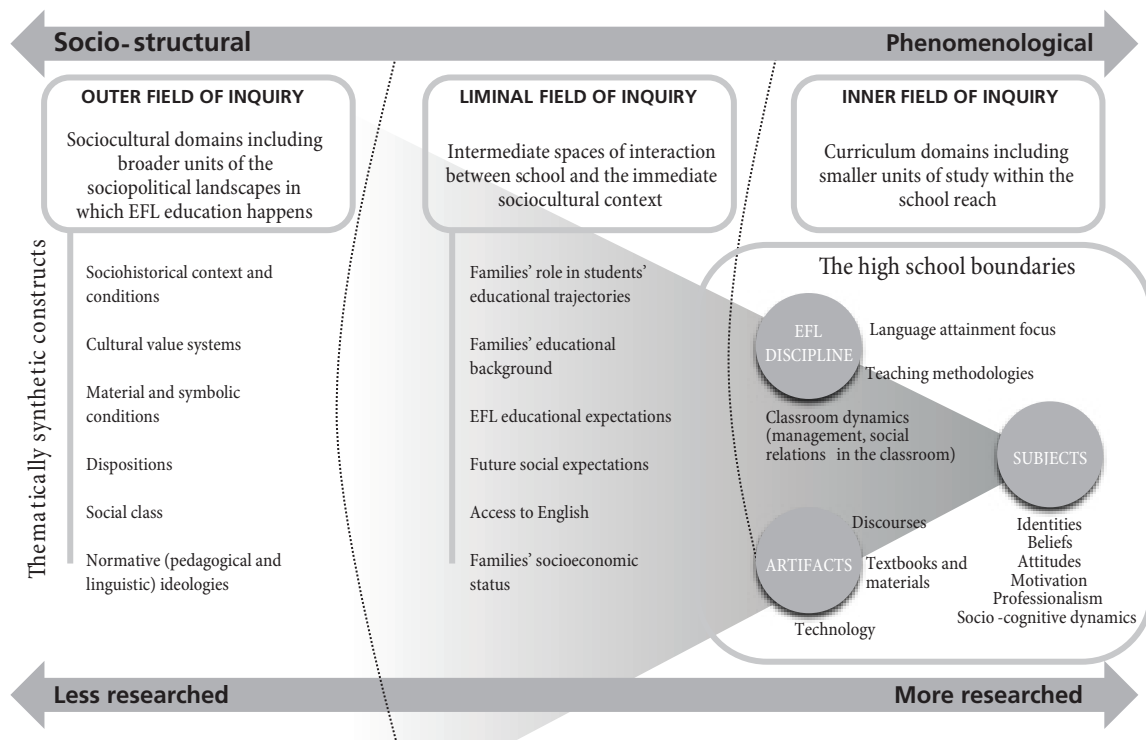 Socio-structural
Phenomenological
OUTER FIELD OF INQUIRY
Sociocultural domains including
broader units of the
sociopolitical landscapes in
which EFL education happens
LIMINAL FIELD OF INQUIRY
Intermediate spaces of interaction
between school and the immediate
sociocultural context
INNER FIELD OF INQUIRY
Curriculum domains including
smaller units of study within the
school reach
Thematically synthetic constructs
Sociohistorical context and
conditions
Cultural value systems
Material and symbolic
conditions
Dispositions
Social class
Normative (pedagogical and
linguistic) ideologies
Families’ role in students’
educational trajectories
Families’ educational
background
EFL educational expectations
Future social expectations
Access to English
Families’ socioeconomic
status
The high school boundaries
EFL
DISCIPLINE
Language attainment focus
Teaching methodologies
Classroom dynamics
(management, social
relations in the classroom)
SUBJECTS
Identities
Beliefs
Attitudes
Motivation
Professionalism
Socio-cognitive dynamics
ARTIFACTS
Discourses
Textbooks and
materials
Technology
Less researched
More researched